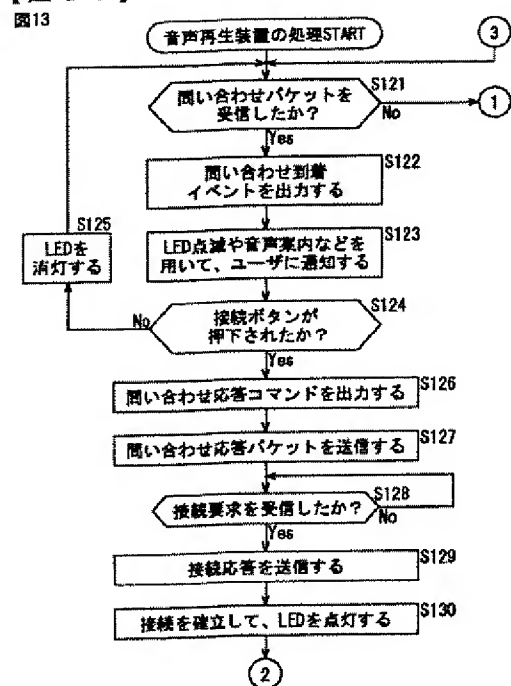 図13
音声再生装置の処理START
3
問い合わせパケットを
受信したか?
S121
No
1
Yes
問い合わせ到着
イベントを出力する
S122
LED点滅や音声案内などを
用いて、ユーザに通知する
S123
S125
LEDを
消灯する
接続ボタンが
押下されたか?
S124
No
Yes
問い合わせ応答コマンドを出力する
S126
問い合わせ応答パケットを送信する
S127
接続要求を受信したか?
S128
No
Yes
接続応答を送信する
S129
接続を確立して、LEDを点灯する
S130
2